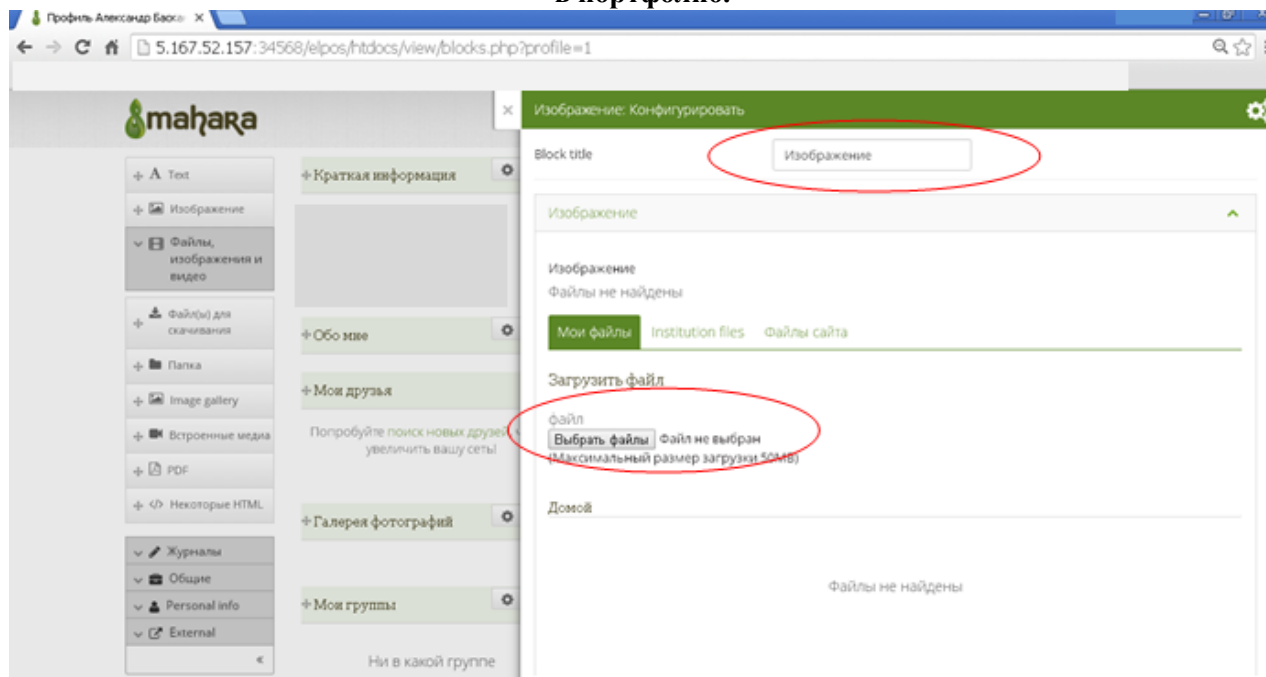 в портфолио.
Профиль Александр Баска
5.167.52.157:34568/elpos/htdocs/view/blocks.php?profile=1
mahara
Изображение: Конфигурировать
Block title
Изображение
Text
Изображение
Файлы,
изображения и
видео
Файл(ы) для
скачивания
Папка
Image gallery
Встроенные медиа
PDF
Некоторые HTML
Журналы
Общие
Personal info
External
«
Краткая информация
Обо мне
Мои друзья
Попробуйте поиск новых друзей,
увеличить вашу сеть!
Галерея фотографий
Мои группы
Ни в какой группе
Изображение
Изображение
Файлы не найдены
Мои файлы Institution files Файлы сайта
Загрузить файл
файл
Выбрать файлы Файл не выбран
(Максимальный размер загрузки 50MB)
Домой
Файлы не найдены